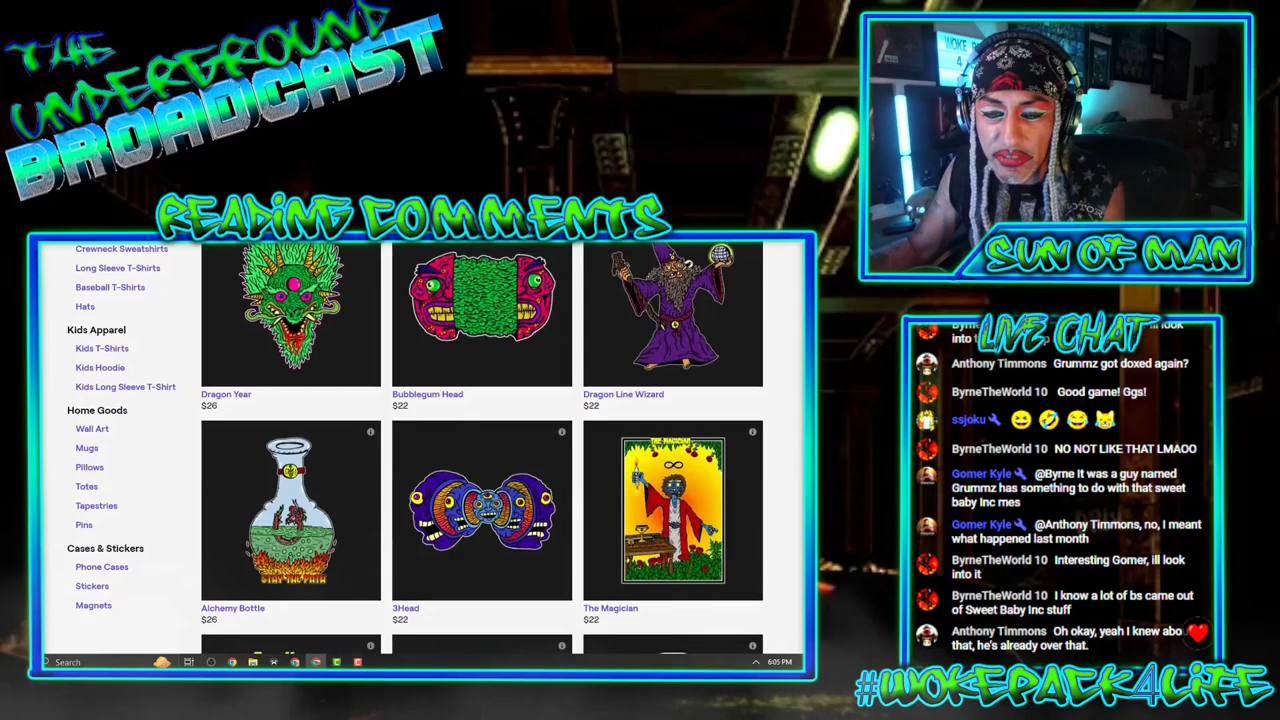 THE
UNDERGROUND
BROADCAST
READING COMMENTS
Crewneck Sweatshirts
Long Sleeve T-Shirts
Baseball T-Shirts
Hats
Kids Apparel
Kids T-Shirts
Kids Hoodie
Kids Long Sleeve T-Shirt
Home Goods
Wall Art
Mugs
Pillows
Totes
Tapestries
Pins
Cases & Stickers
Phone Cases
Stickers
Magnets
Dragon Year
$26
Bubblegum Head
$22
Dragon Line Wizard
$22
STAY THE PATH
THE MAGICIAN
Alchemy Bottle
$26
3Head
$22
The Magician
$22
Search
6:05 PM
WOKE
4
SUN OF MAN
LIVE CHAT
look
into
Anthony Timmons Grummz got doxed again?
ByrneTheWorld 10 Good game! Ggs!
ssjoku
ByrneTheWorld 10 NO NOT LIKE THAT LMAOO
Gomer Kyle @Byrne It was a guy named
Grummz has something to do with that sweet
baby Inc mes
Gomer Kyle @Anthony Timmons, no, I meant
what happened last month
ByrneTheWorld 10 Interesting Gomer, ill look
into it
ByrneTheWorld 10 I know a lot of bs came out
of Sweet Baby Inc stuff
Anthony Timmons Oh okay, yeah I knew abou
that, he's already over that.
#WOKEPACK4LIFE